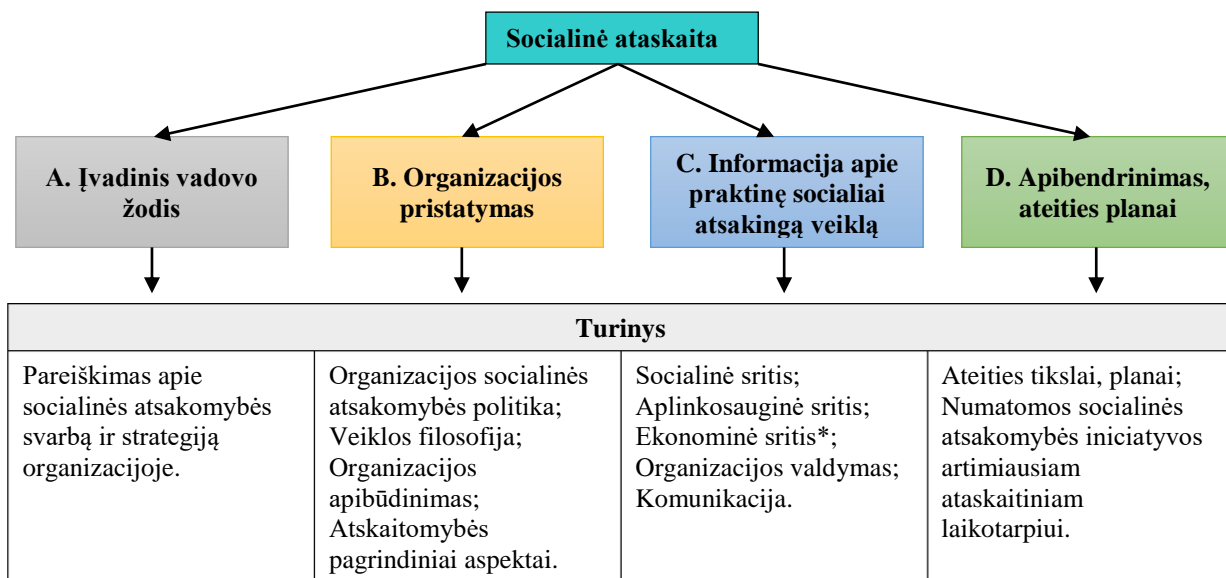 Socialinė ataskaita
A. Įvadinis vadovo
žodis
B. Organizacijos
pristatymas
C. Informacija apie
praktinę socialiai
atsakingą veiklą
D. Apibendrinimas,
ateities planai
Turinys
Pareiškimas apie
socialinės atsakomybės
svarbą ir strategiją
organizacijoje.
Organizacijos socialinės
atsakomybės politika;
Veiklos filosofija;
Organizacijos
apibūdinimas;
Atskaitomybės
pagrindiniai aspektai.
Socialinė sritis;
Aplinkosauginė sritis;
Ekonominė sritis*;
Organizacijos valdymas;
Komunikacija.
Ateities tikslai, planai;
Numatomos socialinės
atsakomybės iniciatyvos
artimiausiam
ataskaitiniam
laikotarpiui.